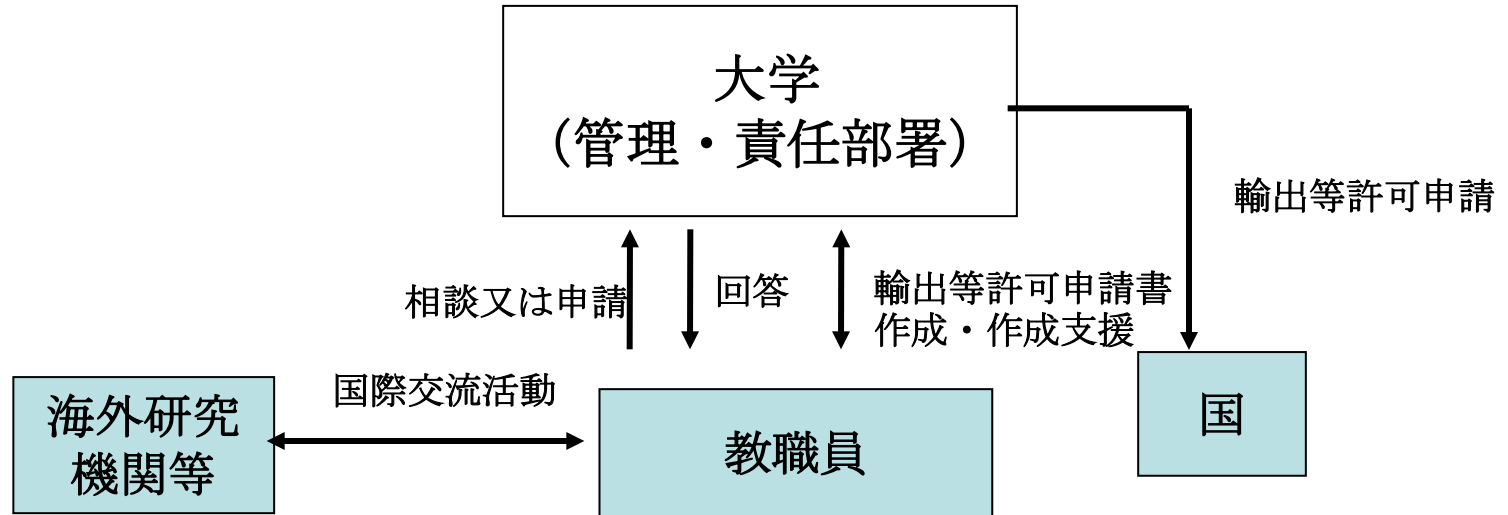 大学
（管理・責任部署）
輸出等許可申請
相談又は申請
回答
輸出等許可申請書
作成・作成支援
国際交流活動
海外研究
機関等
教職員
国